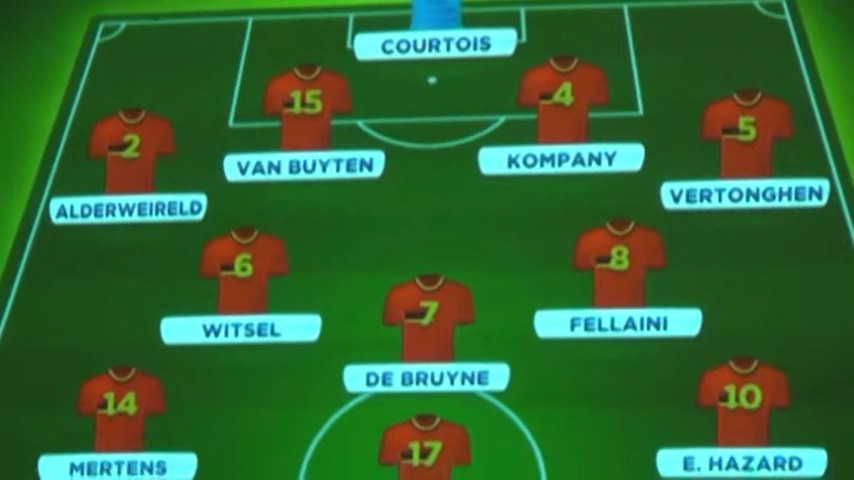 COURTOIS
15
4
2
5
VAN BUYTEN
KOMPANY
ALDERWEIRELD
VERTONGHEN
6
8
7
WITSEL
FELLAINI
DE BRUYNE
14
10
17
MERTENS
E. HAZARD